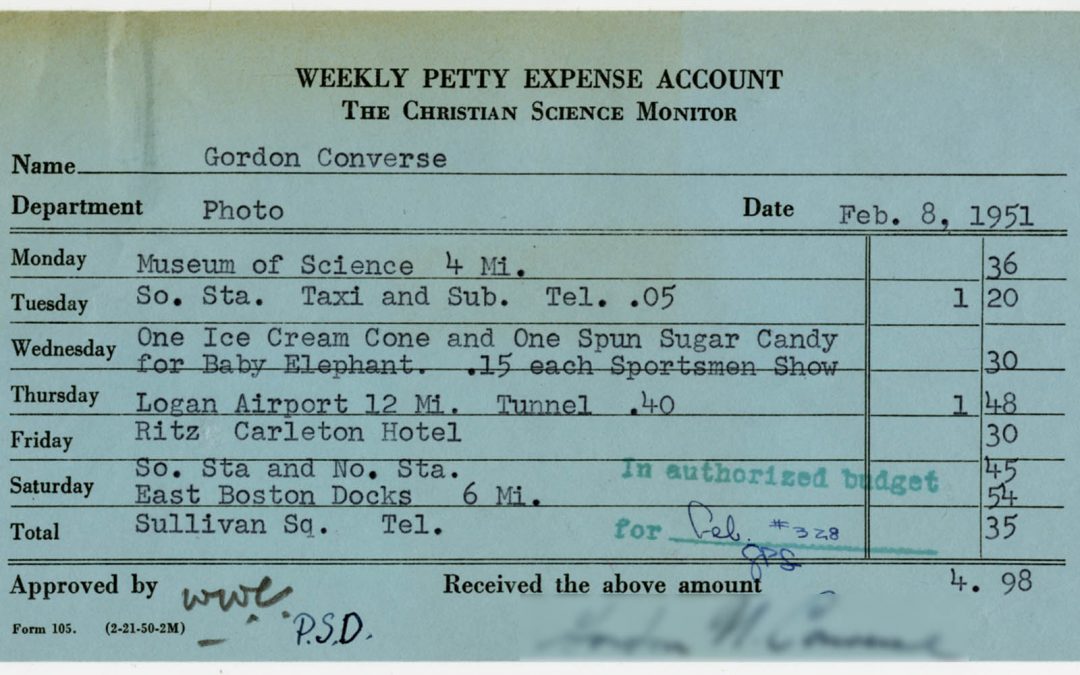 WEEKLY PETTY EXPENSE ACCOUNT
THE CHRISTIAN SCIENCE MONITOR
Name Gordon Converse
Department Photo Date Feb. 8, 1951
Monday Museum of Science 4 Mi. 36
Tuesday So. Sta. Taxi and Sub. Tel. .05 1 20
Wednesday One Ice Cream Cone and One Spun Sugar Candy
for Baby Elephant. .15 each Sportsmen Show 30
Thursday Logan Airport 12 Mi. Tunnel .40 1 48
Friday Ritz Carleton Hotel 30
Saturday So. Sta and No. Sta. 45
East Boston Docks 6 Mi. 54
In authorized budget
Total Sullivan Sq. Tel. 35
for Feb. #328
GPS
Approved by wwc. Received the above amount 4. 98
Form 105. (2-21-50-2M) P.S.D.